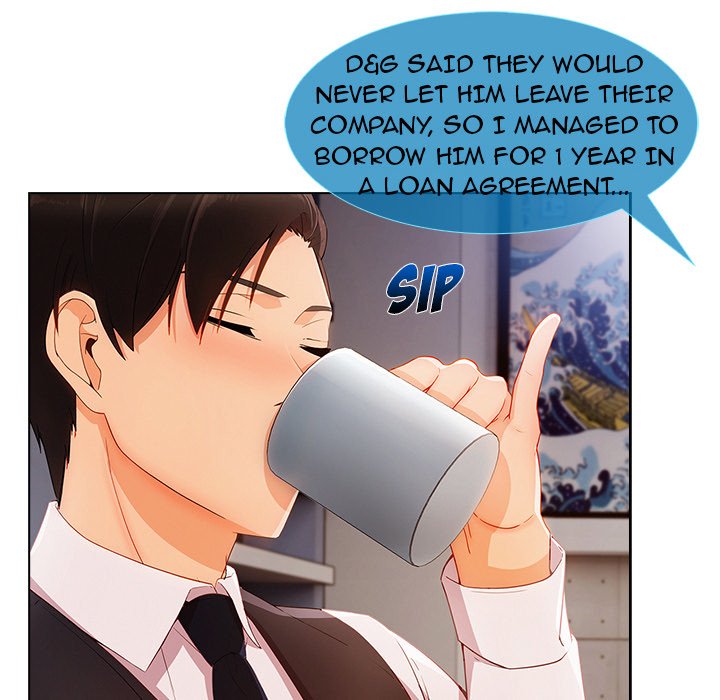 D&G SAID THEY WOULD
NEVER LET HIM LEAVE THEIR
COMPANY, SO I MANAGED TO
BORROW HIM FOR 1 YEAR IN
A LOAN AGREEMENT...
SIP